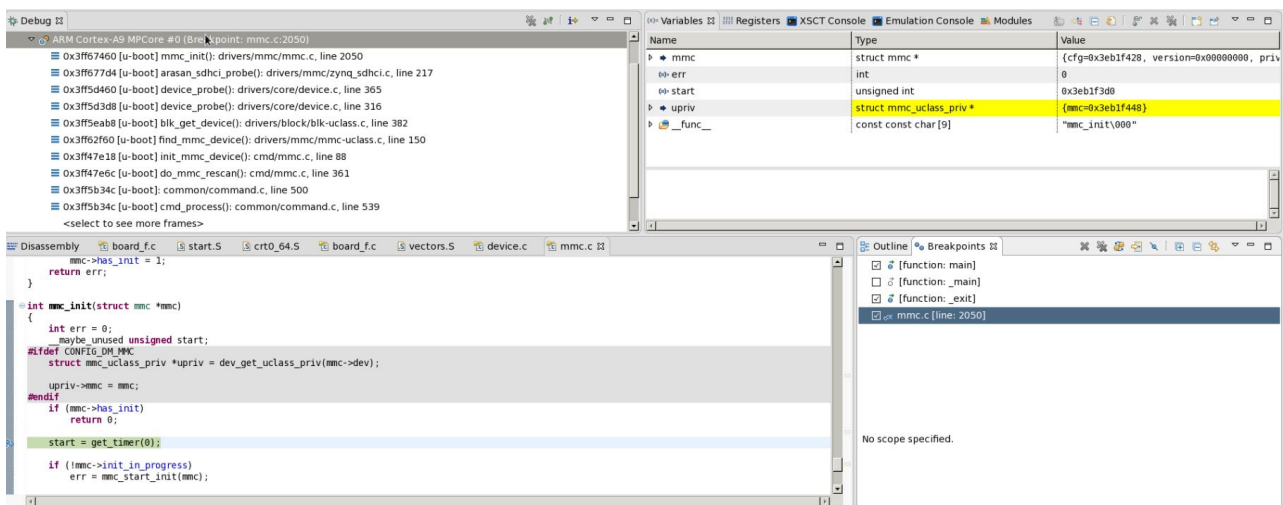 Debug
ARM Cortex-A9 MPCore #0 (Breakpoint: mmc.c:2050)
0x3ff67460 [u-boot] mmc_init(): drivers/mmc/mmc.c, line 2050
0x3ff677d4 [u-boot] arasan_sdhci_probe(): drivers/mmc/zynq_sdhci.c, line 217
0x3ff5d460 [u-boot] device_probe(): drivers/core/device.c, line 365
0x3ff5d3d8 [u-boot] device_probe(): drivers/core/device.c, line 316
0x3ff5eab8 [u-boot] blk_get_device(): drivers/block/blk-uclass.c, line 382
0x3ff62f60 [u-boot] find_mmc_device(): drivers/mmc/mmc-uclass.c, line 150
0x3ff47e18 [u-boot] init_mmc_device(): cmd/mmc.c, line 88
0x3ff47e6c [u-boot] do_mmc_rescan(): cmd/mmc.c, line 361
0x3ff5b34c [u-boot]: common/command.c, line 500
0x3ff5b34c [u-boot] cmd_process(): common/command.c, line 539
<select to see more frames>
Variables Registers XSCT Console Emulation Console Modules
Name Type Value
mmc struct mmc * {cfg=0x3eb1f428, version=0x00000000, priv
err int 0
start unsigned int 0x3eb1f3d0
upriv struct mmc_uclass_priv * {mmc=0x3eb1f448}
__func__ const const char [9] "mmc_init\000"
Disassembly board_f.c start.S crt0_64.S board_f.c vectors.S device.c mmc.c
mmc->has_init = 1;
return err;
}
int mmc_init(struct mmc *mmc)
{
int err = 0;
__maybe_unused unsigned start;
#ifdef CONFIG_DM_MMC
struct mmc_uclass_priv *upriv = dev_get_uclass_priv(mmc->dev);
upriv->mmc = mmc;
#endif
if (mmc->has_init)
return 0;
start = get_timer(0);
if (!mmc->init_in_progress)
err = mmc_start_init(mmc);
Outline Breakpoints
[function: main]
[function: _main]
[function: _exit]
mmc.c [line: 2050]
No scope specified.